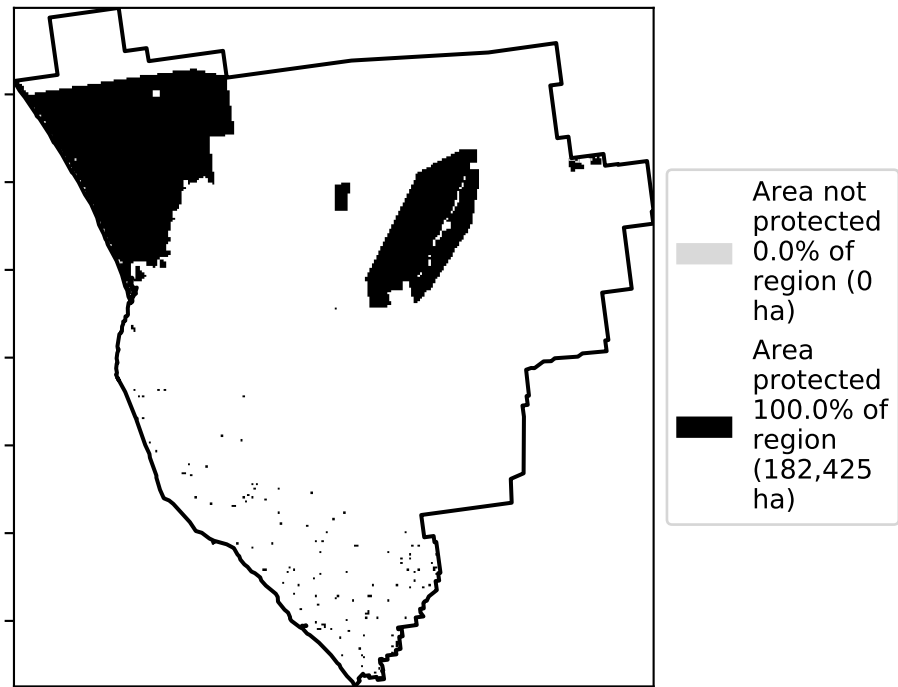 Area not
protected
0.0% of
region (0
ha)
Area
protected
100.0% of
region
(182,425
ha)